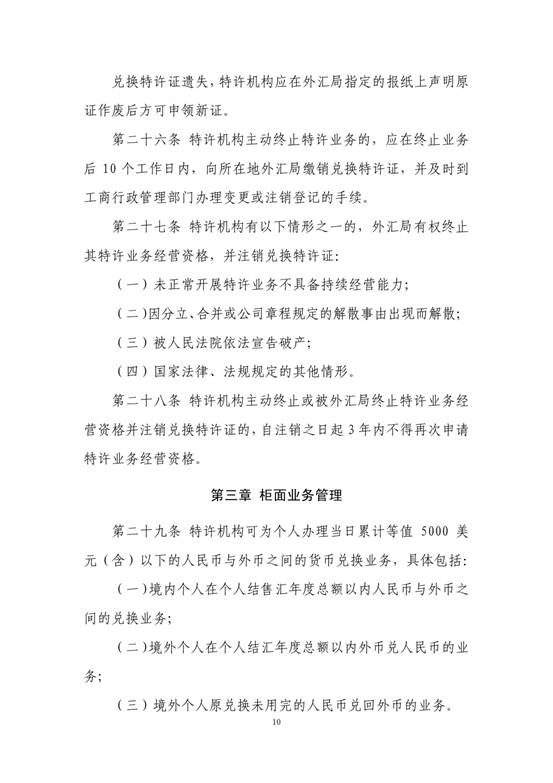 兑换特许证遗失，特许机构应在外汇局指定的报纸上声明原
证作废后方可申领新证。
第二十六条 特许机构主动终止特许业务的，应在终止业务
后 10 个工作日内，向所在地外汇局缴销兑换特许证，并及时到
工商行政管理部门办理变更或注销登记的手续。
第二十七条 特许机构有以下情形之一的，外汇局有权终止
其特许业务经营资格，并注销兑换特许证：
（一）未正常开展特许业务不具备持续经营能力；
（二）因分立、合并或公司章程规定的解散事由出现而解散；
（三）被人民法院依法宣告破产；
（四）国家法律、法规规定的其他情形。
第二十八条 特许机构主动终止或被外汇局终止特许业务经
营资格并注销兑换特许证的，自注销之日起 3 年内不得再次申请
特许业务经营资格。
第三章 柜面业务管理
第二十九条 特许机构可为个人办理当日累计等值 5000 美
元（含）以下的人民币与外币之间的货币兑换业务，具体包括：
（一）境内个人在个人结售汇年度总额以内人民币与外币之
间的兑换业务；
（二）境外个人在个人结汇年度总额以内外币兑人民币的业
务；
（三）境外个人原兑换未用完的人民币兑回外币的业务。
10